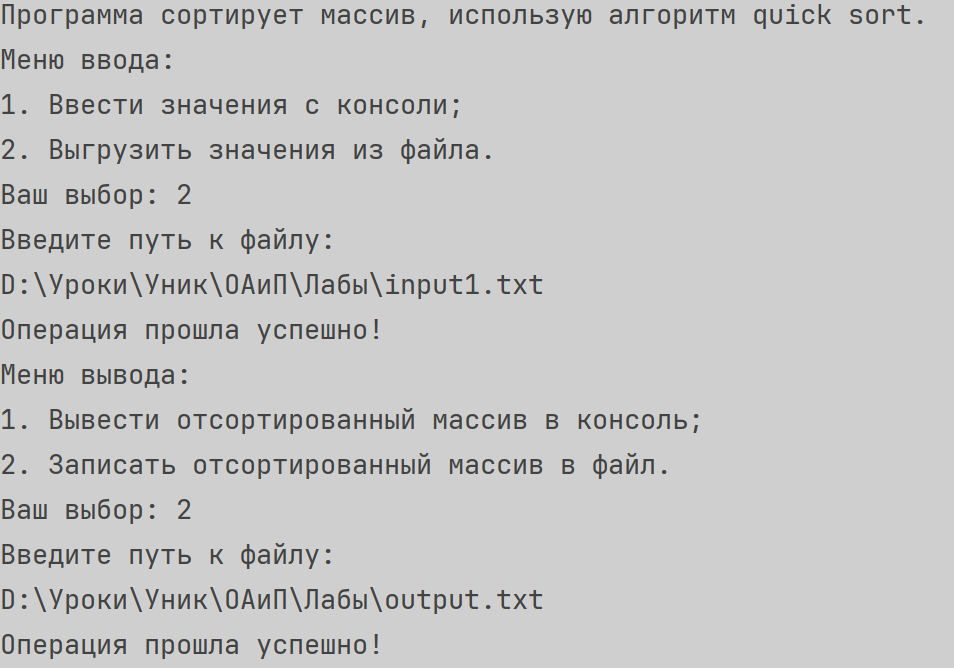 Программа сортирует массив, использую алгоритм quick sort.
Меню ввода:
1. Ввести значения с консоли;
2. Выгрузить значения из файла.
Ваш выбор: 2
Введите путь к файлу:
D:\Уроки\Уник\ОАиП\Лабы\input1.txt
Операция прошла успешно!
Меню вывода:
1. Вывести отсортированный массив в консоль;
2. Записать отсортированный массив в файл.
Ваш выбор: 2
Введите путь к файлу:
D:\Уроки\Уник\ОАиП\Лабы\output.txt
Операция прошла успешно!